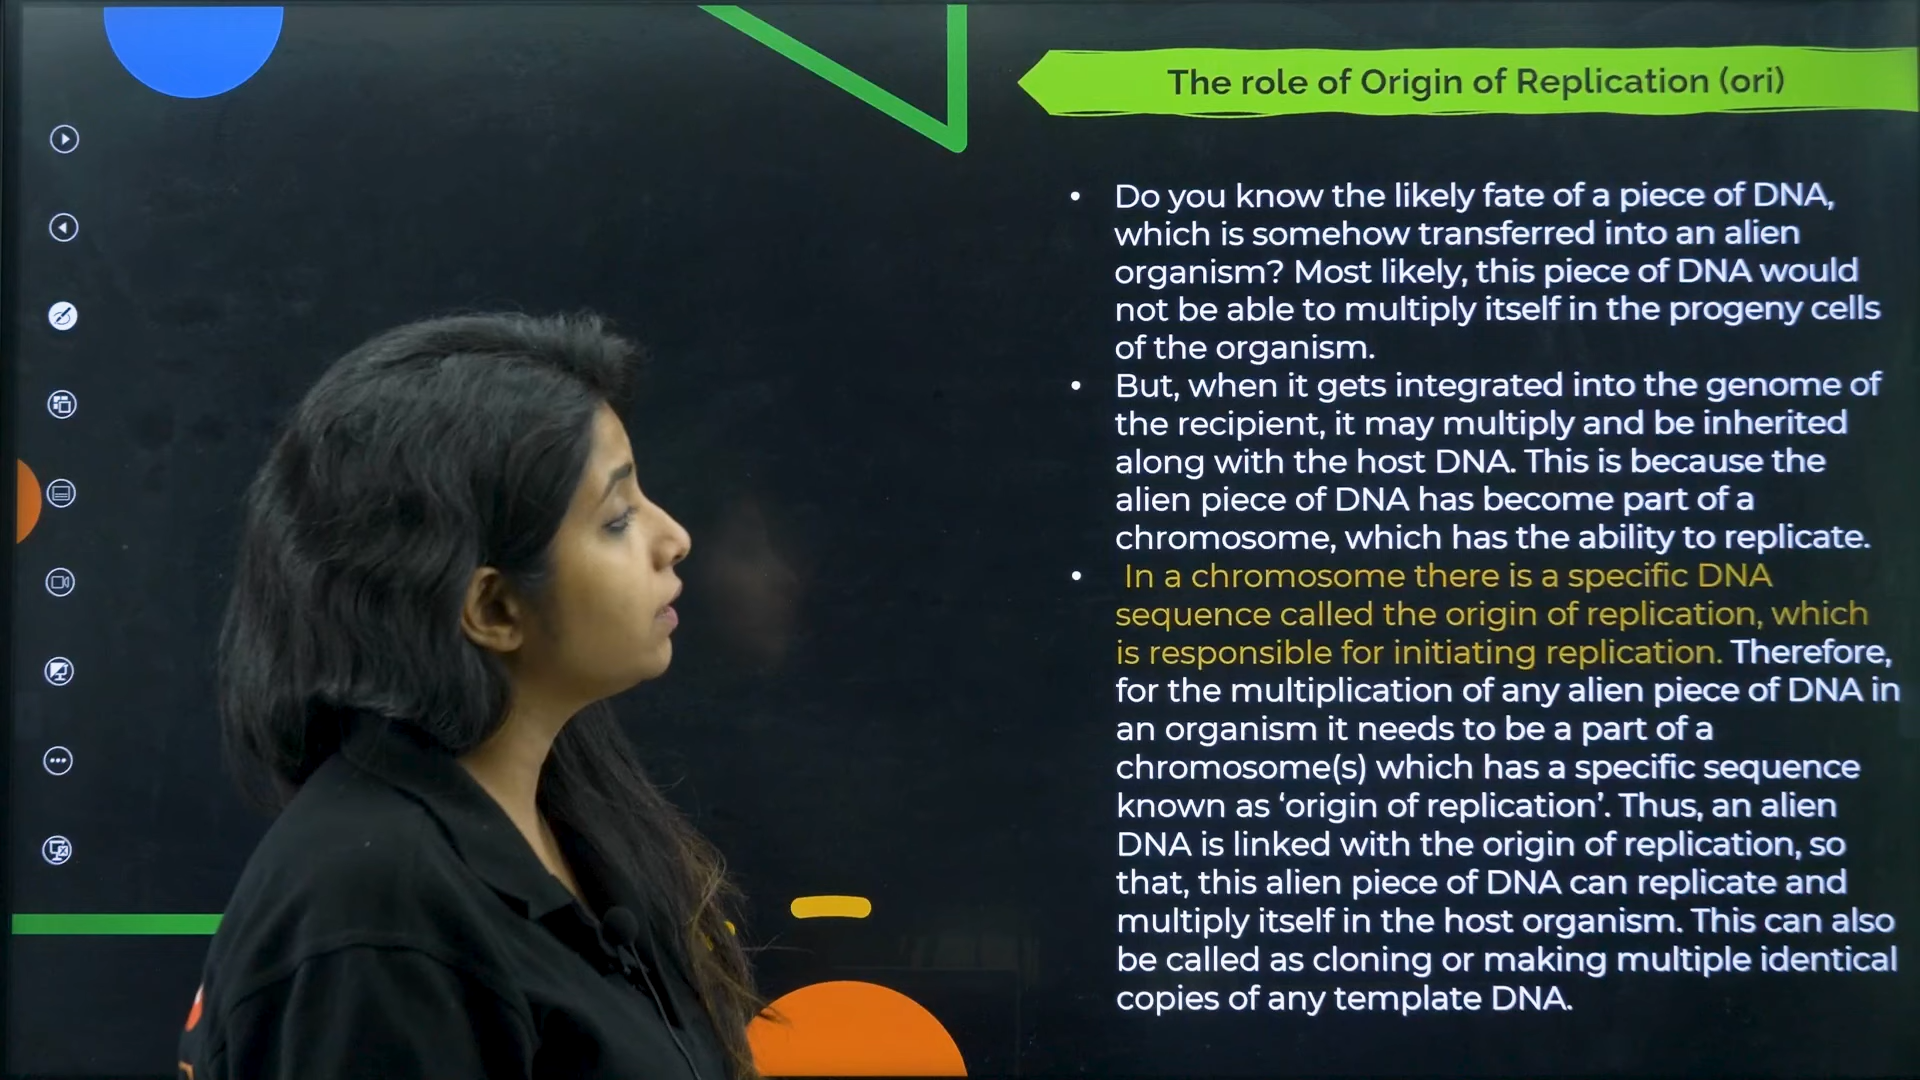 The role of Origin of Replication (ori)
• Do you know the likely fate of a piece of DNA,
which is somehow transferred into an alien
organism? Most likely, this piece of DNA would
not be able to multiply itself in the progeny cells
of the organism.
• But, when it gets integrated into the genome of
the recipient, it may multiply and be inherited
along with the host DNA. This is because the
alien piece of DNA has become part of a
chromosome, which has the ability to replicate.
• In a chromosome there is a specific DNA
sequence called the origin of replication, which
is responsible for initiating replication. Therefore,
for the multiplication of any alien piece of DNA in
an organism it needs to be a part of a
chromosome(s) which has a specific sequence
known as ‘origin of replication’. Thus, an alien
DNA is linked with the origin of replication, so
that, this alien piece of DNA can replicate and
multiply itself in the host organism. This can also
be called as cloning or making multiple identical
copies of any template DNA.